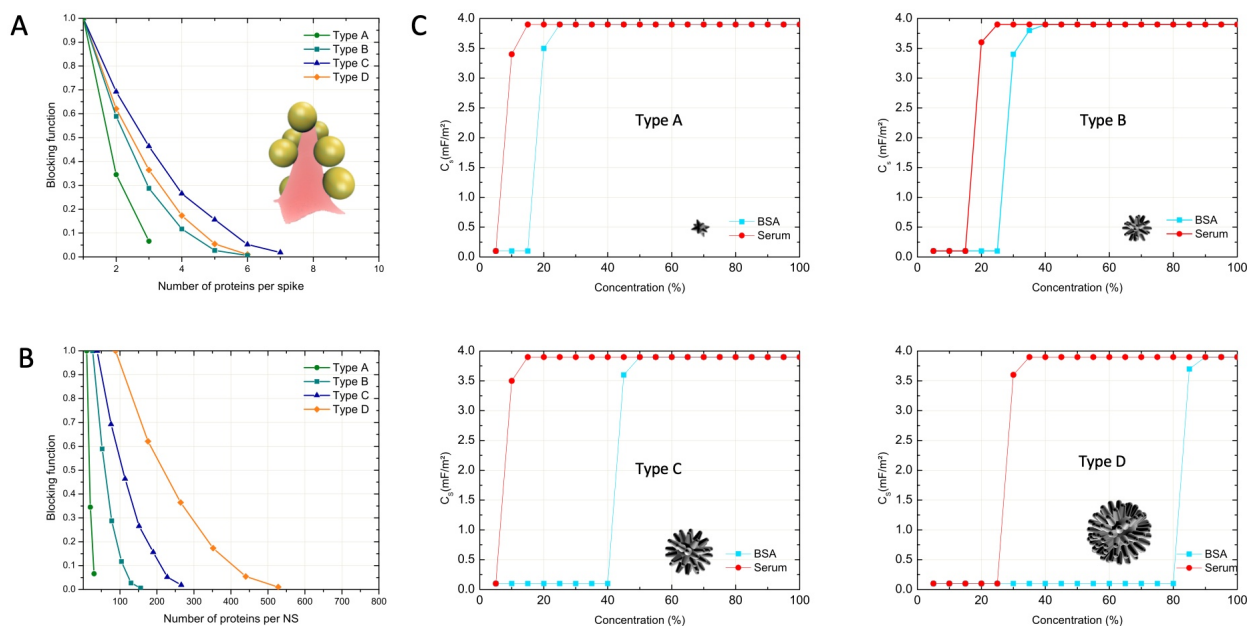 A
1.0
0.9
0.8
0.7
0.6
0.5
0.4
0.3
0.2
0.1
0.0
Blocking function
Type A
Type B
Type C
Type D
2 4 6 8 10
Number of proteins per spike
C
4.0
3.5
3.0
2.5
2.0
1.5
1.0
0.5
0.0
Cs(mF/m²)
Type A
BSA
Serum
0 20 40 60 80 100
Concentration (%)
4.0
3.5
3.0
2.5
2.0
1.5
1.0
0.5
0.0
Cs(mF/m²)
Type B
BSA
Serum
0 20 40 60 80 100
Concentration (%)
B
1.0
0.9
0.8
0.7
0.6
0.5
0.4
0.3
0.2
0.1
0.0
Blocking function
Type A
Type B
Type C
Type D
100 200 300 400 500 600 700 800
Number of proteins per NS
4.0
3.5
3.0
2.5
2.0
1.5
1.0
0.5
0.0
Cs(mF/m²)
Type C
BSA
Serum
0 20 40 60 80 100
Concentration (%)
4.0
3.5
3.0
2.5
2.0
1.5
1.0
0.5
0.0
Cs(mF/m²)
Type D
BSA
Serum
0 20 40 60 80 100
Concentration (%)